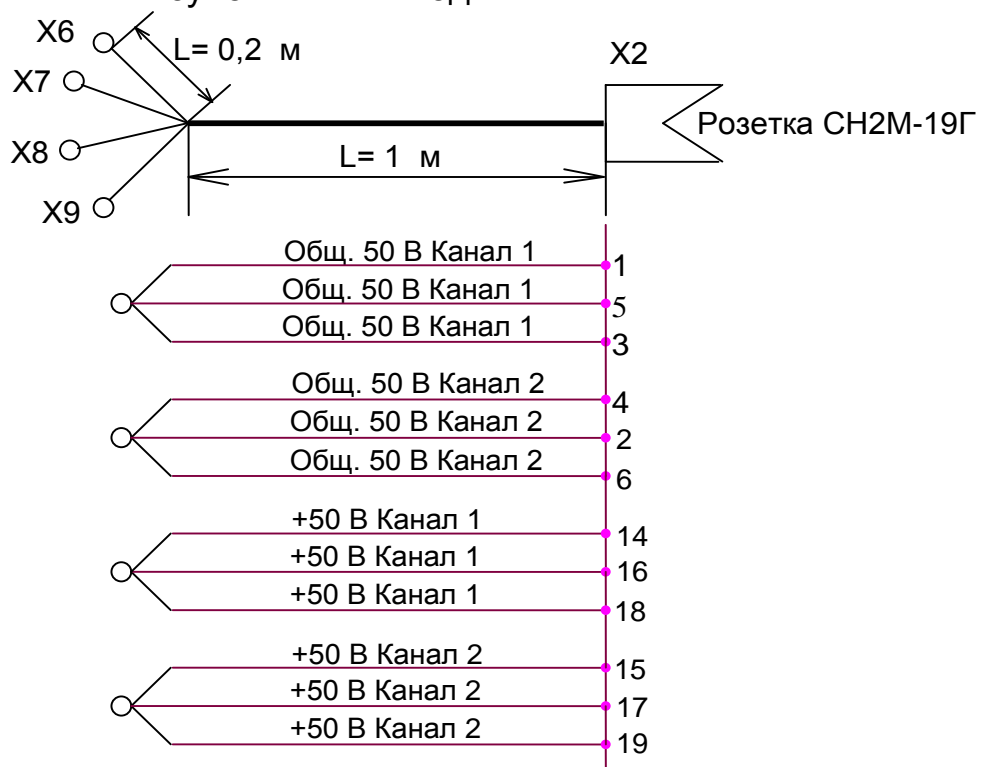 X6
L= 0,2 м
X2
X7
Розетка СН2М-19Г
X8
L= 1 м
X9
Общ. 50 В Канал 1
1
Общ. 50 В Канал 1
5
Общ. 50 В Канал 1
3
Общ. 50 В Канал 2
4
Общ. 50 В Канал 2
2
Общ. 50 В Канал 2
6
+50 В Канал 1
14
+50 В Канал 1
16
+50 В Канал 1
18
+50 В Канал 2
15
+50 В Канал 2
17
+50 В Канал 2
19